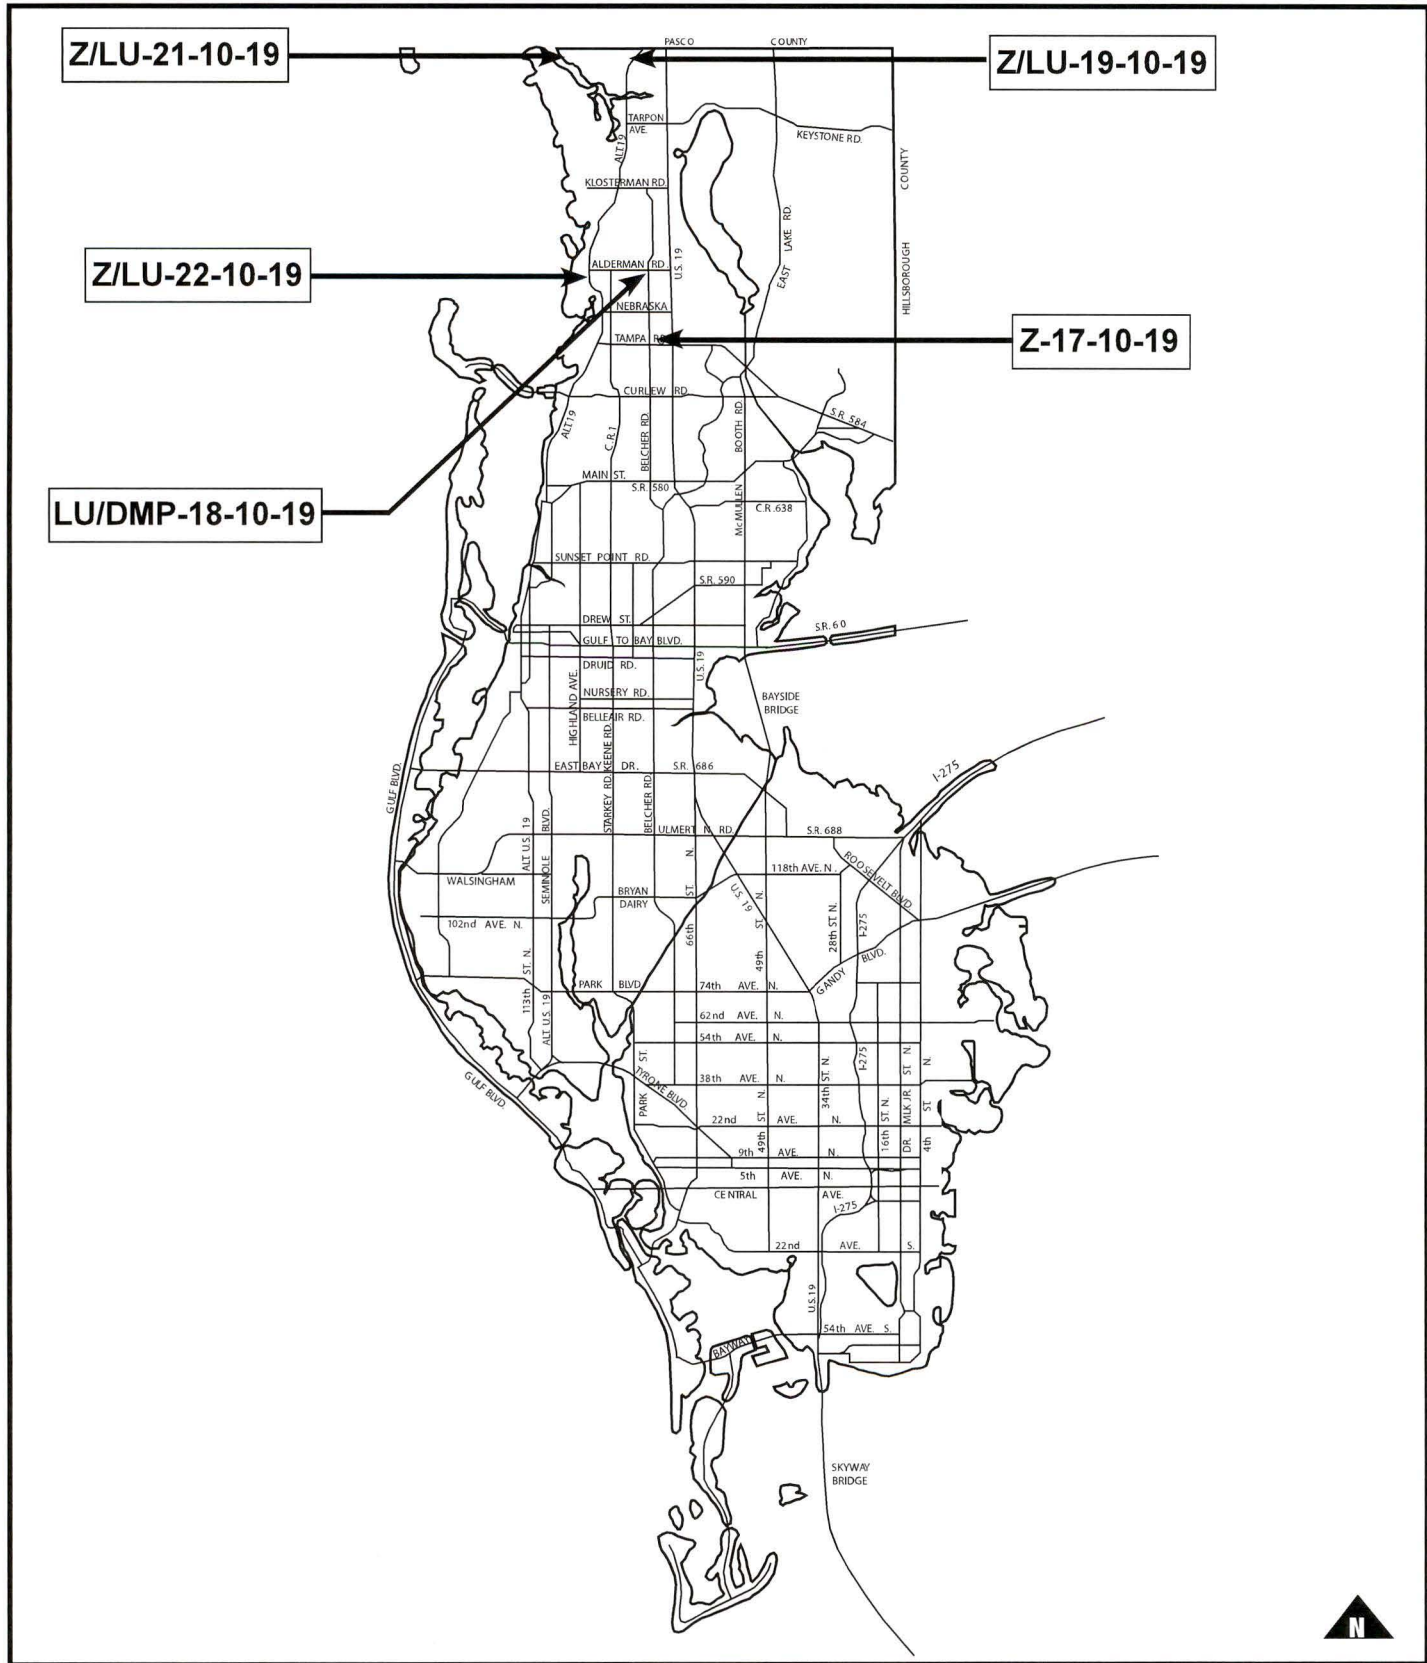 PASCO COUNTY
Z/LU-21-10-19
Z/LU-19-10-19
TARPON
AVE.
KEYSTONE RD.
ALT19
COUNTY
KLOSTERMAN RD.
EAST LAKE RD.
U.S. 19
HILLSBOROUGH
Z/LU-22-10-19
ALDERMAN RD.
NEBRASKA
TAMPA RD.
Z-17-10-19
CURLEW RD.
ALT19
C.R.1
BELCHER RD.
BOOTH RD.
S.R. 584
MAIN ST.
S.R. 580
McMULLEN
C.R.638
LU/DMP-18-10-19
SUNSET POINT RD.
S.R. 590
DREW ST.
S.R. 60
GULF TO BAY BLVD.
DRUID RD.
U.S. 19
HIGHLAND AVE.
NURSERY RD.
BAYSIDE
BRIDGE
BELLEAIR RD.
KEENE RD.
STARKEY RD.
EAST BAY DR. S.R. 686
BELCHER RD.
I-275
GULF BLVD.
ALT U.S. 19
SEMINOLE BLVD.
ULMERTON RD. S.R. 688
ROOSEVELT BLVD.
118th AVE. N.
WALSINGHAM
BRYAN
DAIRY
66th ST. N.
U.S. 19
49th ST. N.
28th ST. N.
I-275
102nd AVE. N.
GANDY BLVD.
113th ST. N.
ALT U.S. 19
PARK BLVD.
74th AVE. N.
62nd AVE. N.
54th AVE. N.
PARK ST.
TYRONE BLVD.
38th AVE. N.
34th ST. N.
I-275
GULF BLVD.
22nd AVE. N.
49th ST. N.
16th ST. N.
DR. MLK JR. ST N.
4th ST. N.
9th AVE. N.
5th AVE. N.
CENTRAL AVE.
I-275
22nd AVE. S.
U.S.19
54th AVE. S.
BAYWAY
SKYWAY
BRIDGE
N